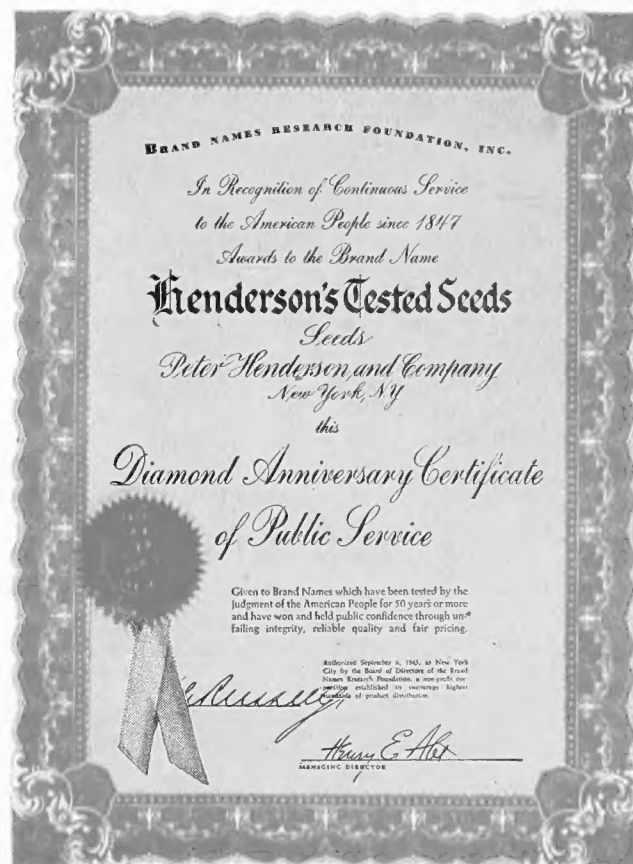 BRAND NAMES RESEARCH FOUNDATION, INC.
In Recognition of Continuous Service
to the American People since 1847
Awards to the Brand Name
Henderson's Tested Seeds
Seeds
Peter Henderson and Company
New York, NY
this
Diamond Anniversary Certificate
of Public Service
Given to Brand Names which have been tested by the
Judgment of the American People for 50 years or more
and have won and held public confidence through un-
failing integrity, reliable quality and fair pricing.
Authorized September 6, 1945, at New York
City by the Board of Directors of the Brand
Names Research Foundation, a non-profit cor-
poration established to encourage highest
standards of product distribution.
Henry E. Abt
MANAGING DIRECTOR